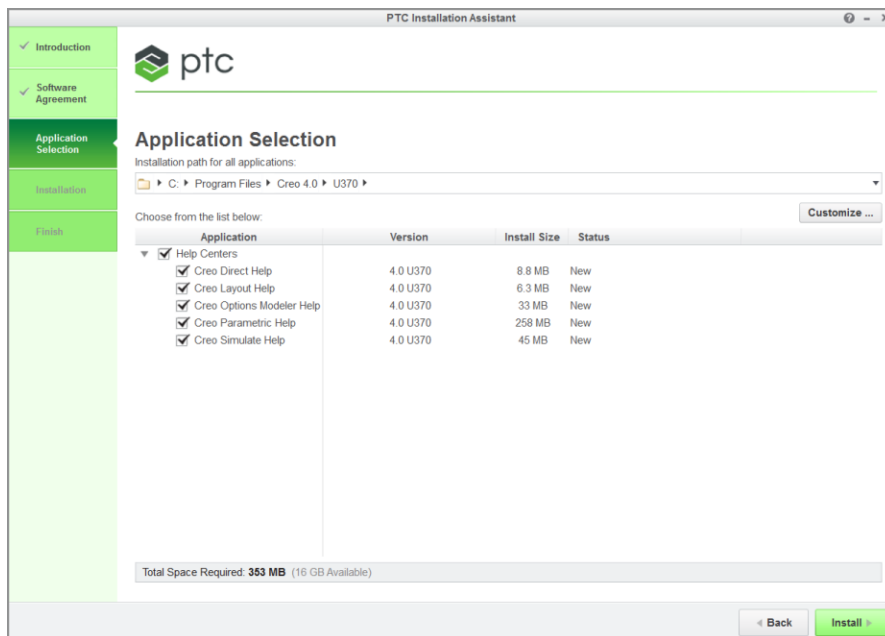 PTC Installation Assistant
Introduction
Software
Agreement
Application
Selection
Installation
Finish
ptc
Application Selection
Installation path for all applications:
C: Program Files Creo 4.0 U370
Customize ...
Choose from the list below:
Application Version Install Size Status
Help Centers
Creo Direct Help 4.0 U370 8.8 MB New
Creo Layout Help 4.0 U370 6.3 MB New
Creo Options Modeler Help 4.0 U370 33 MB New
Creo Parametric Help 4.0 U370 258 MB New
Creo Simulate Help 4.0 U370 45 MB New
Total Space Required: 353 MB (16 GB Available)
Back Install